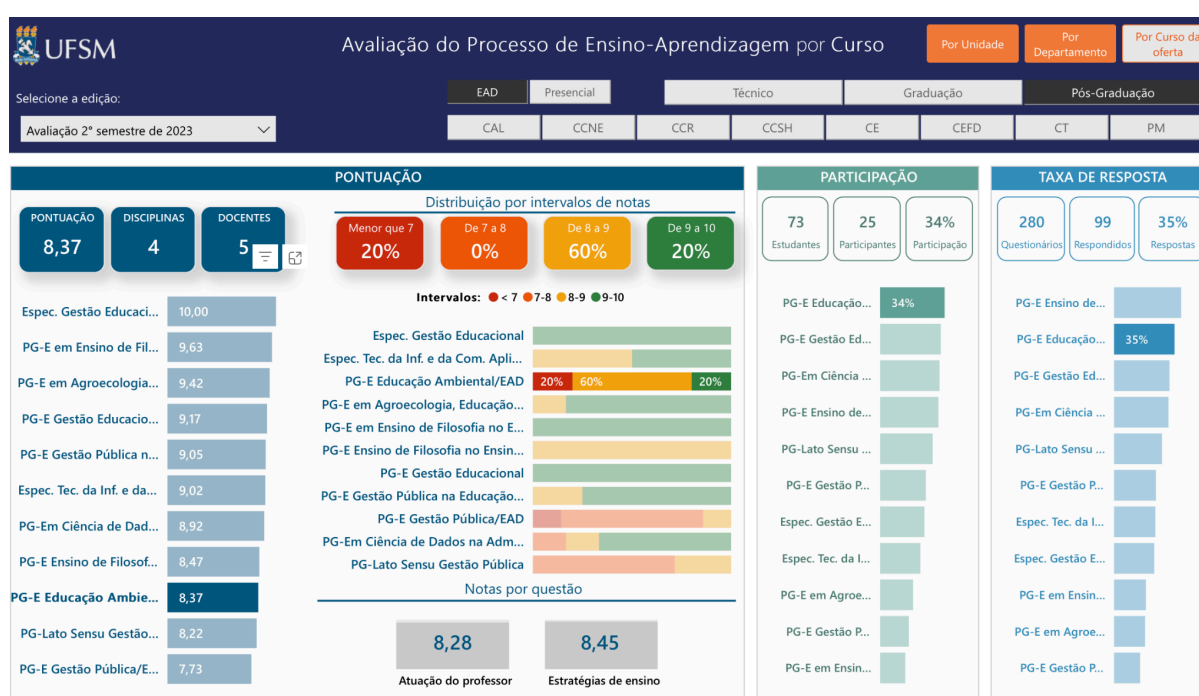 UFSM
Avaliação do Processo de Ensino-Aprendizagem por Curso
Por Unidade
Por
Departamento
Por Curso da
oferta
Selecione a edição:
Avaliação 2° semestre de 2023
EAD
Presencial
Técnico
Graduação
Pós-Graduação
CAL
CCNE
CCR
CCSH
CE
CEFD
CT
PM
PONTUAÇÃO
PONTUAÇÃO
8,37
DISCIPLINAS
4
DOCENTES
5
Espec. Gestão Educaci... 10,00
PG-E em Ensino de Fil... 9,63
PG-E em Agroecologia... 9,42
PG-E Gestão Educacio... 9,17
PG-E Gestão Pública n... 9,05
Espec. Tec. da Inf. e da... 9,02
PG-Em Ciência de Dad... 8,92
PG-E Ensino de Filosof... 8,47
PG-E Educação Ambie... 8,37
PG-Lato Sensu Gestão... 8,22
PG-E Gestão Pública/E... 7,73
Distribuição por intervalos de notas
Menor que 7
20%
De 7 a 8
0%
De 8 a 9
60%
De 9 a 10
20%
Intervalos: < 7 7-8 8-9 9-10
Espec. Gestão Educacional
Espec. Tec. da Inf. e da Com. Apli...
PG-E Educação Ambiental/EAD 20% 60% 20%
PG-E em Agroecologia, Educação...
PG-E em Ensino de Filosofia no E...
PG-E Ensino de Filosofia no Ensin...
PG-E Gestão Educacional
PG-E Gestão Pública na Educação...
PG-E Gestão Pública/EAD
PG-Em Ciência de Dados na Adm...
PG-Lato Sensu Gestão Pública
Notas por questão
8,28
Atuação do professor
8,45
Estratégias de ensino
PARTICIPAÇÃO
73
Estudantes
25
Participantes
34%
Participação
PG-E Educação... 34%
PG-E Gestão Ed...
PG-Em Ciência ...
PG-E Ensino de...
PG-Lato Sensu ...
PG-E Gestão P...
Espec. Gestão E...
Espec. Tec. da I...
PG-E em Agroe...
PG-E Gestão P...
PG-E em Ensin...
TAXA DE RESPOSTA
280
Questionários
99
Respondidos
35%
Respostas
PG-E Ensino de...
PG-E Educação... 35%
PG-E Gestão Ed...
PG-Em Ciência ...
PG-Lato Sensu ...
PG-E Gestão P...
Espec. Tec. da I...
Espec. Gestão E...
PG-E em Ensin...
PG-E em Agroe...
PG-E Gestão P...